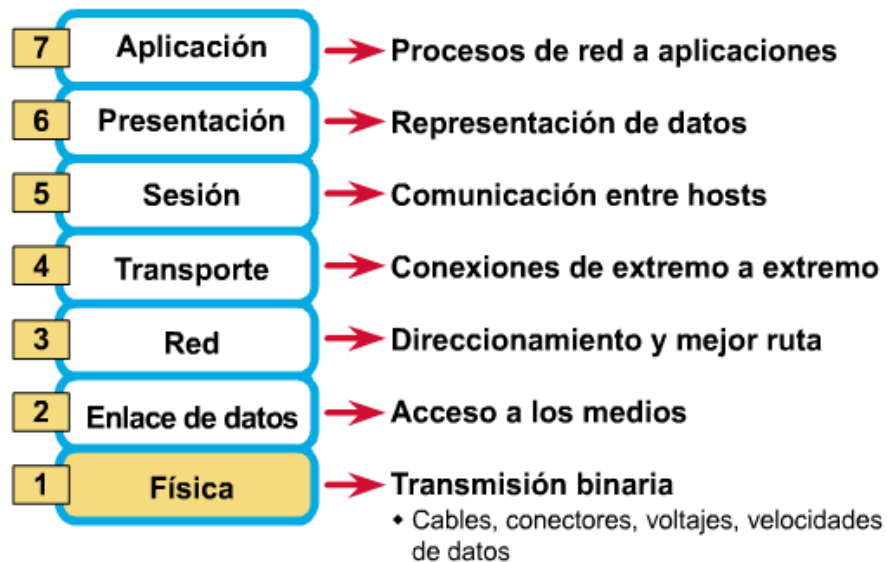 7 Aplicación Procesos de red a aplicaciones
6 Presentación Representación de datos
5 Sesión Comunicación entre hosts
4 Transporte Conexiones de extremo a extremo
3 Red Direccionamiento y mejor ruta
2 Enlace de datos Acceso a los medios
1 Física Transmisión binaria
Cables, conectores, voltajes, velocidades
de datos